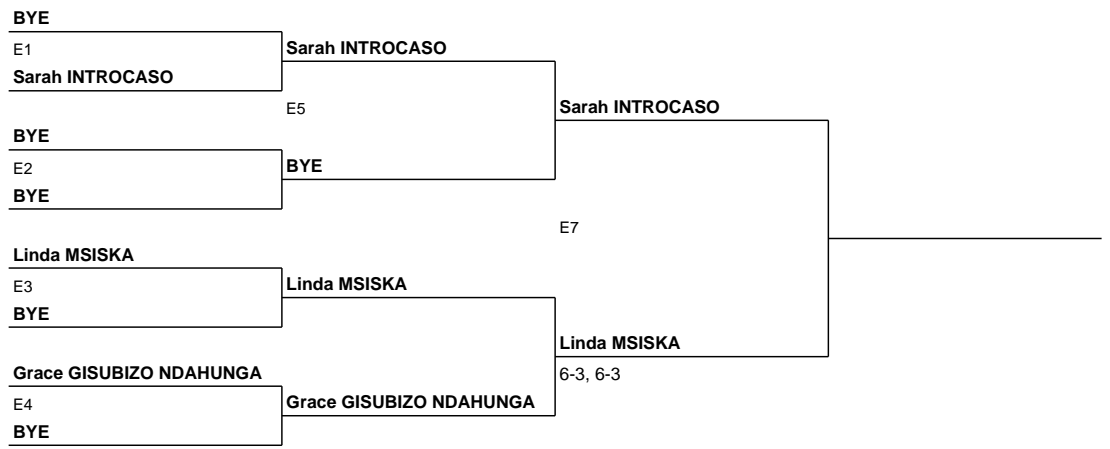 BYE
E1
Sarah INTROCASO
Sarah INTROCASO
E5
Sarah INTROCASO
BYE
E2
BYE
BYE
E7
Linda MSISKA
E3
Linda MSISKA
BYE
Linda MSISKA
6-3, 6-3
Grace GISUBIZO NDAHUNGA
E4
Grace GISUBIZO NDAHUNGA
BYE